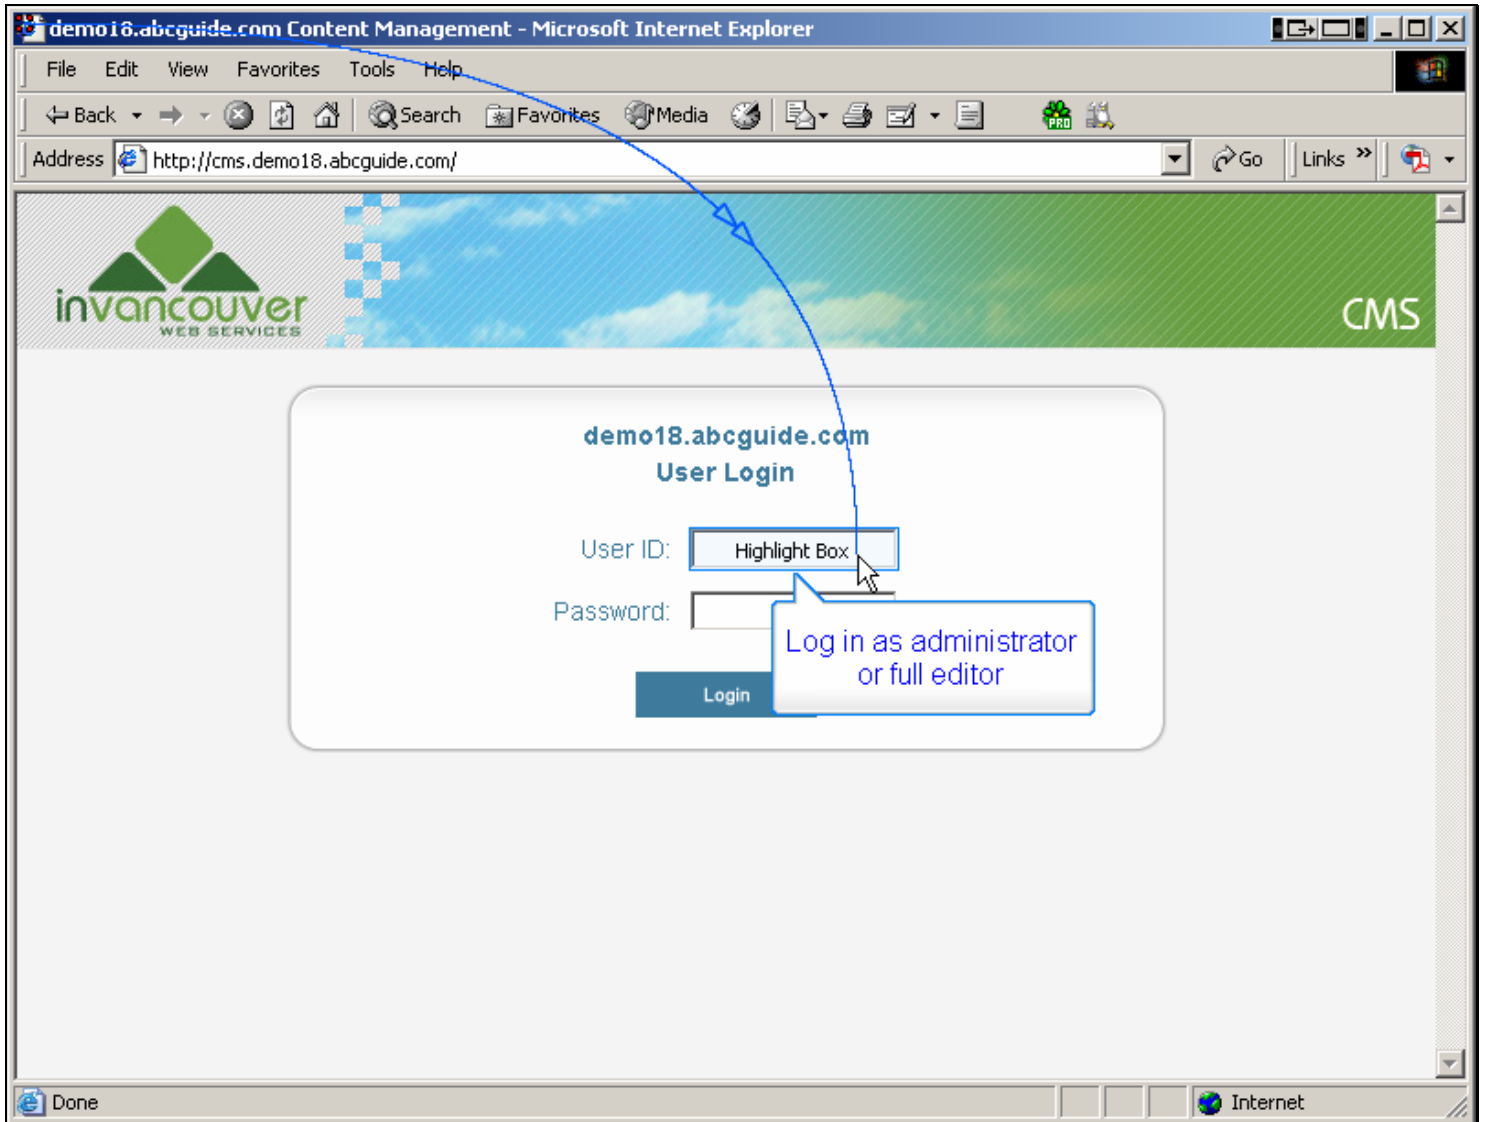 demo18.abcguide.com Content Management - Microsoft Internet Explorer
File Edit View Favorites Tools Help
Back Search Favorites Media PRO
Address http://cms.demo18.abcguide.com/ Go Links »
invancouver
WEB SERVICES
CMS
demo18.abcguide.com
User Login
User ID: Highlight Box
Password:
Log in as administrator
or full editor
Login
Done Internet